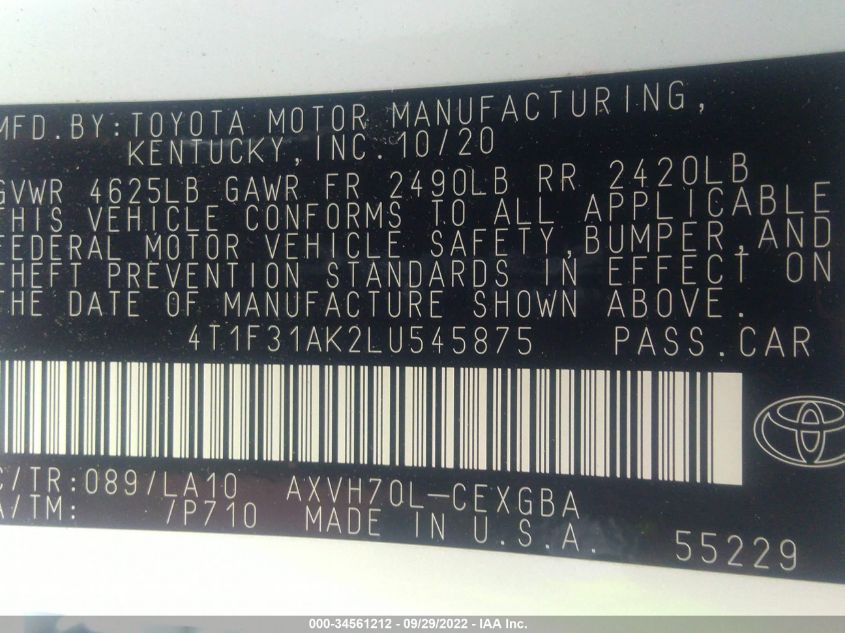 MFD.BY:TOYOTA MOTOR MANUFACTURING,
KENTUCKY,INC.10/20
GVWR 4625LB GAWR FR 2490LB RR 2420LB
THIS VEHICLE CONFORMS TO ALL APPLICABLE
FEDERAL MOTOR VEHICLE SAFETY,BUMPER,AND
THEFT PREVENTION STANDARDS IN EFFECT ON
THE DATE OF MANUFACTURE SHOWN ABOVE.
4T1F31AK2LU545875 PASS.CAR
C/TR:089/LA10 AXVH70L-CEXGBA
A/TM: /P710 MADE IN U.S.A. 55229
000-34561212 - 09/29/2022 - IAA Inc.